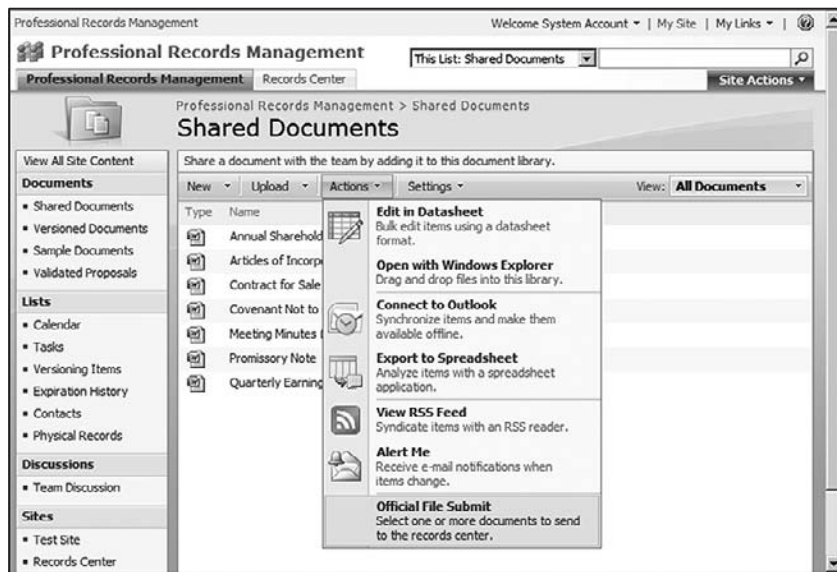 Professional Records Management
Welcome System Account | My Site | My Links |
Professional Records Management
This List: Shared Documents
Professional Records Management Records Center
Site Actions
Professional Records Management > Shared Documents
Shared Documents
View All Site Content
Share a document with the team by adding it to this document library.
Documents
New Upload Actions Settings View: All Documents
Shared Documents
Versioned Documents
Sample Documents
Validated Proposals
Lists
Calendar
Tasks
Versioning Items
Expiration History
Contacts
Physical Records
Discussions
Team Discussion
Sites
Test Site
Records Center
Type Name
Annual Sharehold
Articles of Incorp
Contract for Sale
Covenant Not to
Meeting Minutes
Promissory Note
Quarterly Earning
Edit in Datasheet
Bulk edit items using a datasheet
format.
Open with Windows Explorer
Drag and drop files into this library.
Connect to Outlook
Synchronize items and make them
available offline.
Export to Spreadsheet
Analyze items with a spreadsheet
application.
View RSS Feed
Syndicate items with an RSS reader.
Alert Me
Receive e-mail notifications when
items change.
Official File Submit
Select one or more documents to send
to the records center.